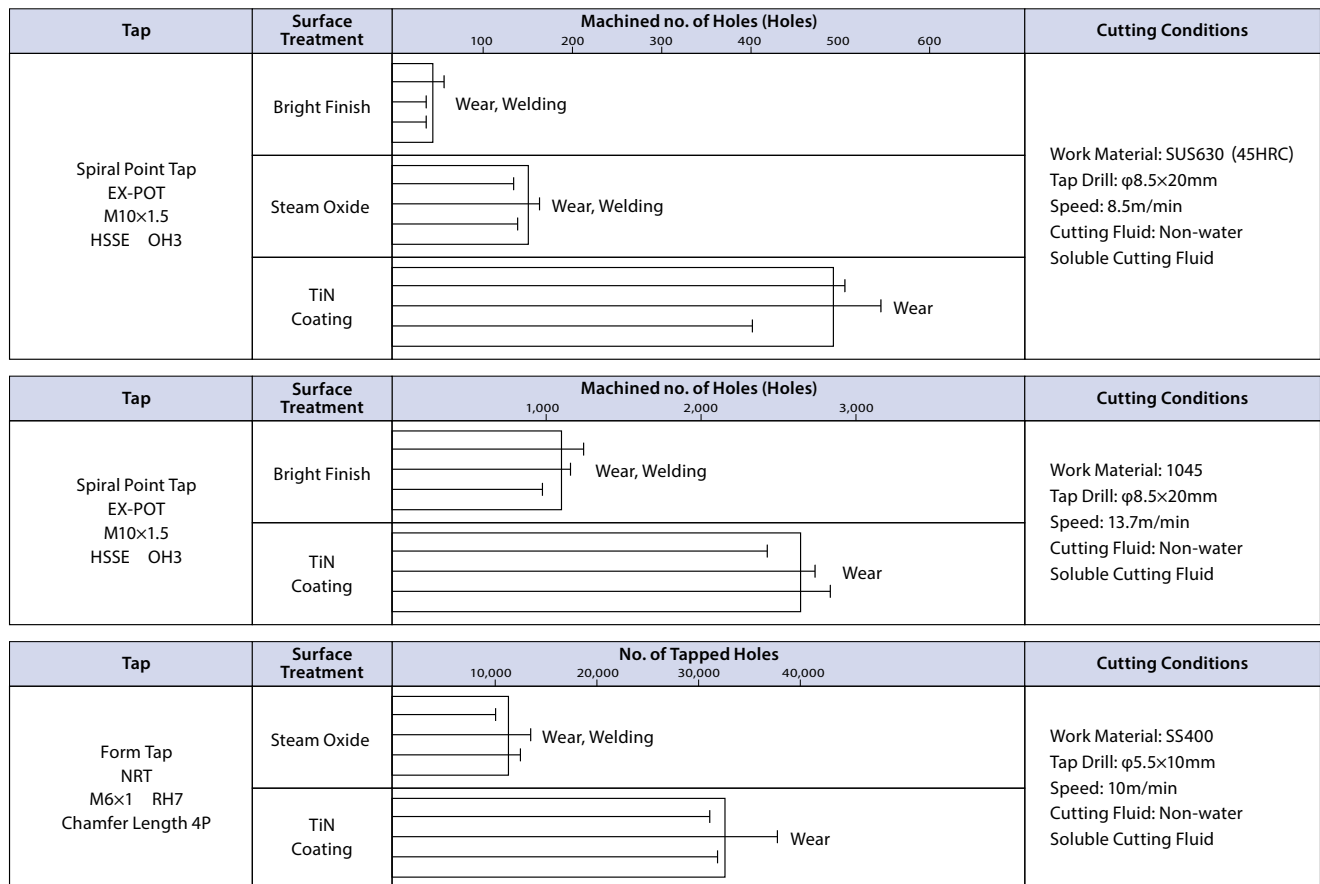 Tap
Surface
Treatment
Machined no. of Holes (Holes)
100 200 300 400 500 600
Cutting Conditions
Spiral Point Tap
EX-POT
M10×1.5
HSSE OH3
Bright Finish
Wear, Welding
Steam Oxide
Wear, Welding
TiN
Coating
Wear
Work Material: SUS630 (45HRC)
Tap Drill: φ8.5×20mm
Speed: 8.5m/min
Cutting Fluid: Non-water
Soluble Cutting Fluid
Tap
Surface
Treatment
Machined no. of Holes (Holes)
1,000 2,000 3,000
Cutting Conditions
Spiral Point Tap
EX-POT
M10×1.5
HSSE OH3
Bright Finish
Wear, Welding
TiN
Coating
Wear
Work Material: 1045
Tap Drill: φ8.5×20mm
Speed: 13.7m/min
Cutting Fluid: Non-water
Soluble Cutting Fluid
Tap
Surface
Treatment
No. of Tapped Holes
10,000 20,000 30,000 40,000
Cutting Conditions
Form Tap
NRT
M6×1 RH7
Chamfer Length 4P
Steam Oxide
Wear, Welding
TiN
Coating
Wear
Work Material: SS400
Tap Drill: φ5.5×10mm
Speed: 10m/min
Cutting Fluid: Non-water
Soluble Cutting Fluid